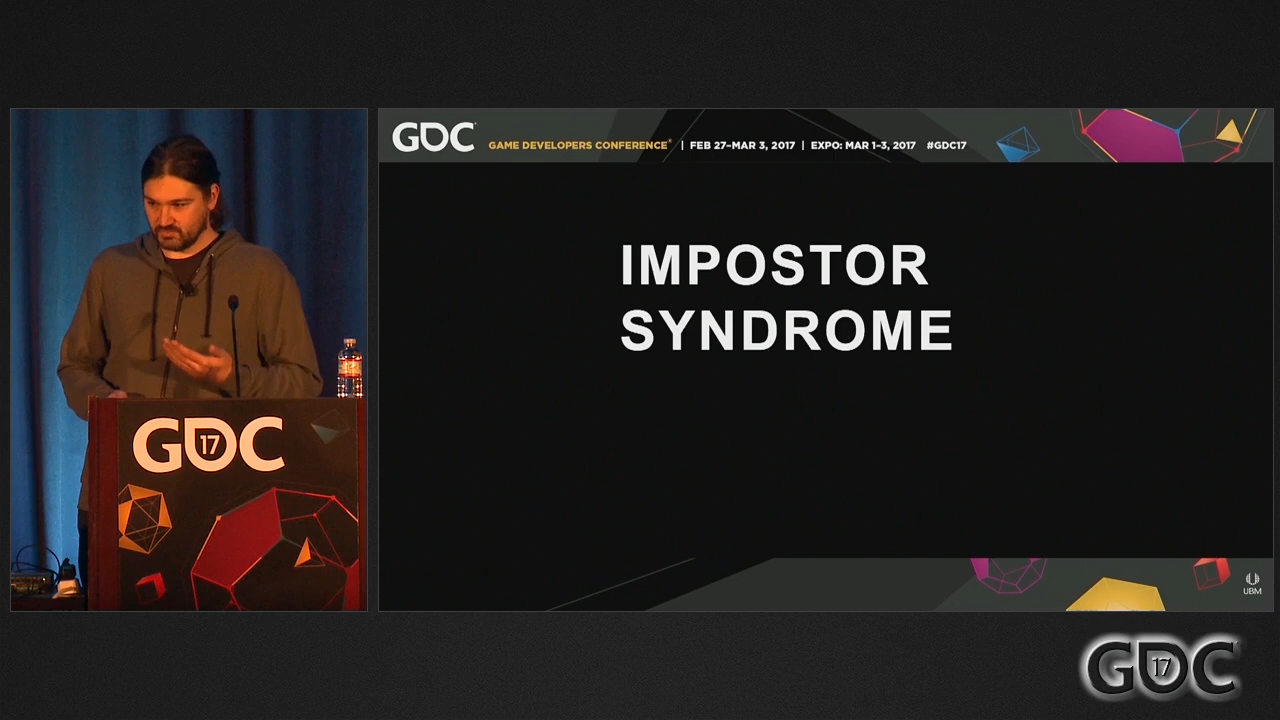 GDC GAME DEVELOPERS CONFERENCE® | FEB 27–MAR 3, 2017 | EXPO: MAR 1–3, 2017 #GDC17
IMPOSTOR
SYNDROME
GDC
17
UBM
GDC
17